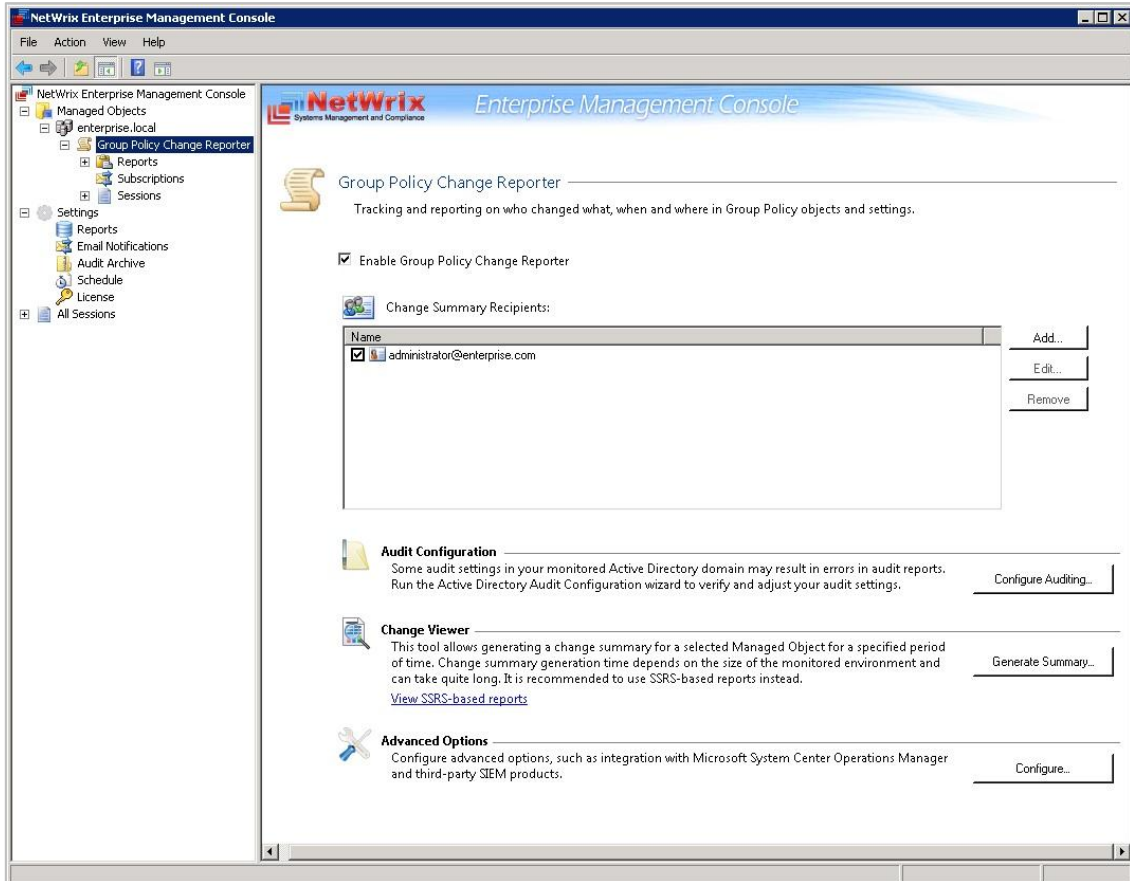 NetWrix Enterprise Management Console
File Action View Help
NetWrix Enterprise Management Console
Managed Objects
enterprise.local
Group Policy Change Reporter
Reports
Subscriptions
Sessions
Settings
Reports
Email Notifications
Audit Archive
Schedule
License
All Sessions
NetWrix
Systems Management and Compliance
Enterprise Management Console
Group Policy Change Reporter
Tracking and reporting on who changed what, when and where in Group Policy objects and settings.
Enable Group Policy Change Reporter
Change Summary Recipients:
Name
administrator@enterprise.com
Add...
Edit...
Remove
Audit Configuration
Some audit settings in your monitored Active Directory domain may result in errors in audit reports.
Run the Active Directory Audit Configuration wizard to verify and adjust your audit settings.
Configure Auditing...
Change Viewer
This tool allows generating a change summary for a selected Managed Object for a specified period
of time. Change summary generation time depends on the size of the monitored environment and
can take quite long. It is recommended to use SSRS-based reports instead.
View SSRS-based reports
Generate Summary...
Advanced Options
Configure advanced options, such as integration with Microsoft System Center Operations Manager
and third-party SIEM products.
Configure...